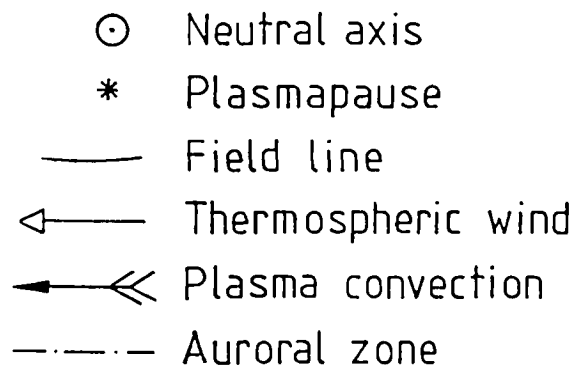 Neutral axis
Plasmapause
Field line
Thermospheric wind
Plasma convection
Auroral zone